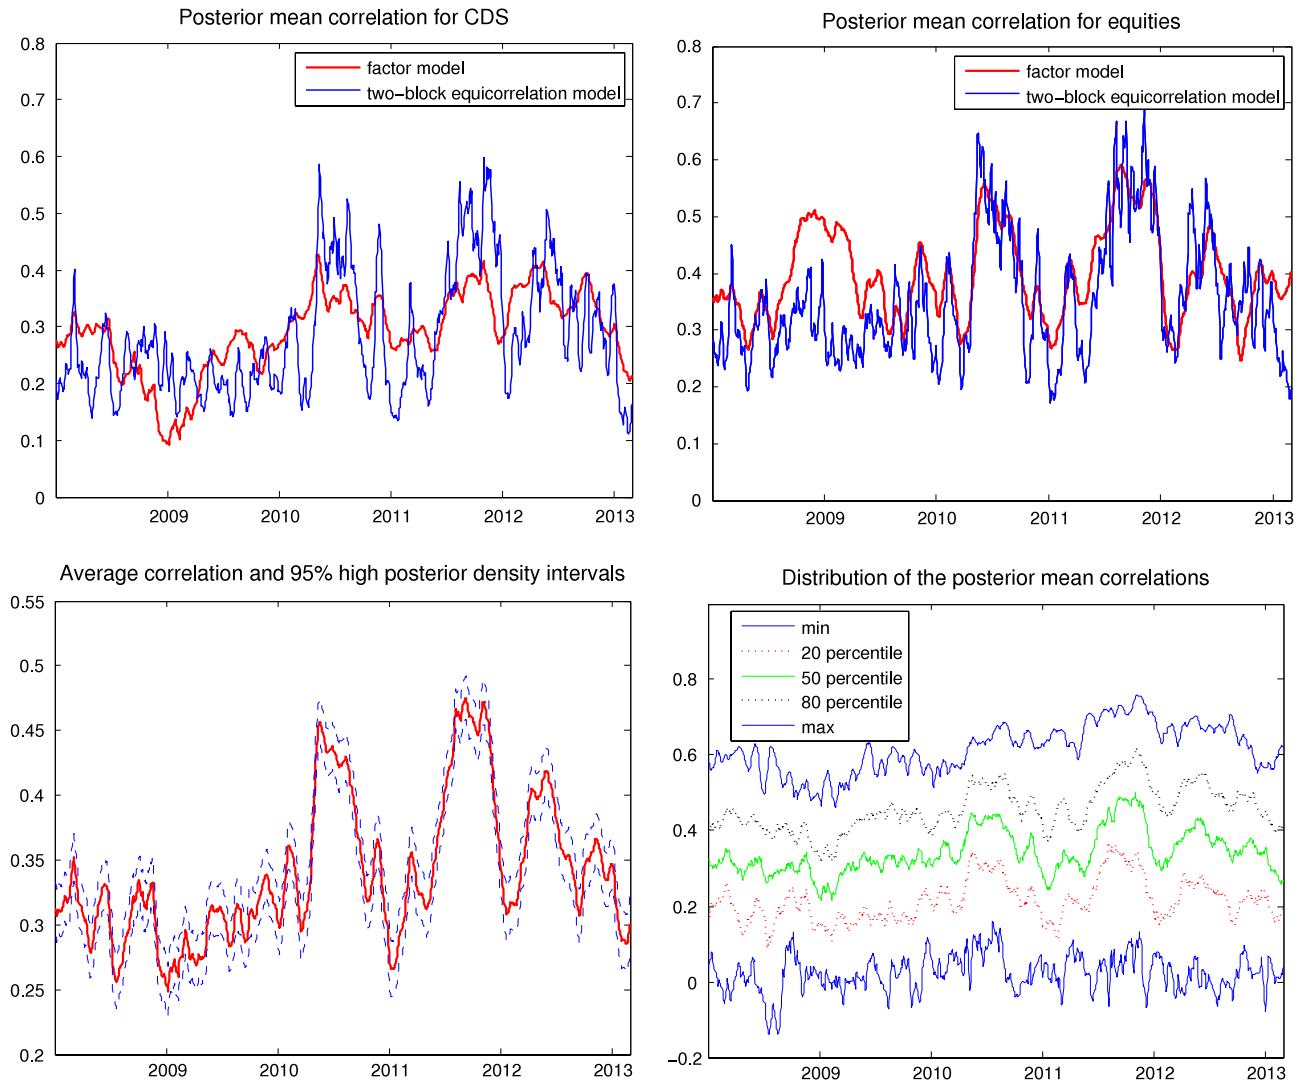 Posterior mean correlation for CDS
0.8
0.7
0.6
0.5
0.4
0.3
0.2
0.1
0
factor model
two-block equicorrelation model
2009 2010 2011 2012 2013
Posterior mean correlation for equities
0.8
0.7
0.6
0.5
0.4
0.3
0.2
0.1
0
factor model
two-block equicorrelation model
2009 2010 2011 2012 2013
Average correlation and 95% high posterior density intervals
0.55
0.5
0.45
0.4
0.35
0.3
0.25
0.2
2009 2010 2011 2012 2013
Distribution of the posterior mean correlations
min
20 percentile
50 percentile
80 percentile
max
0.8
0.6
0.4
0.2
0
−0.2
2009 2010 2011 2012 2013